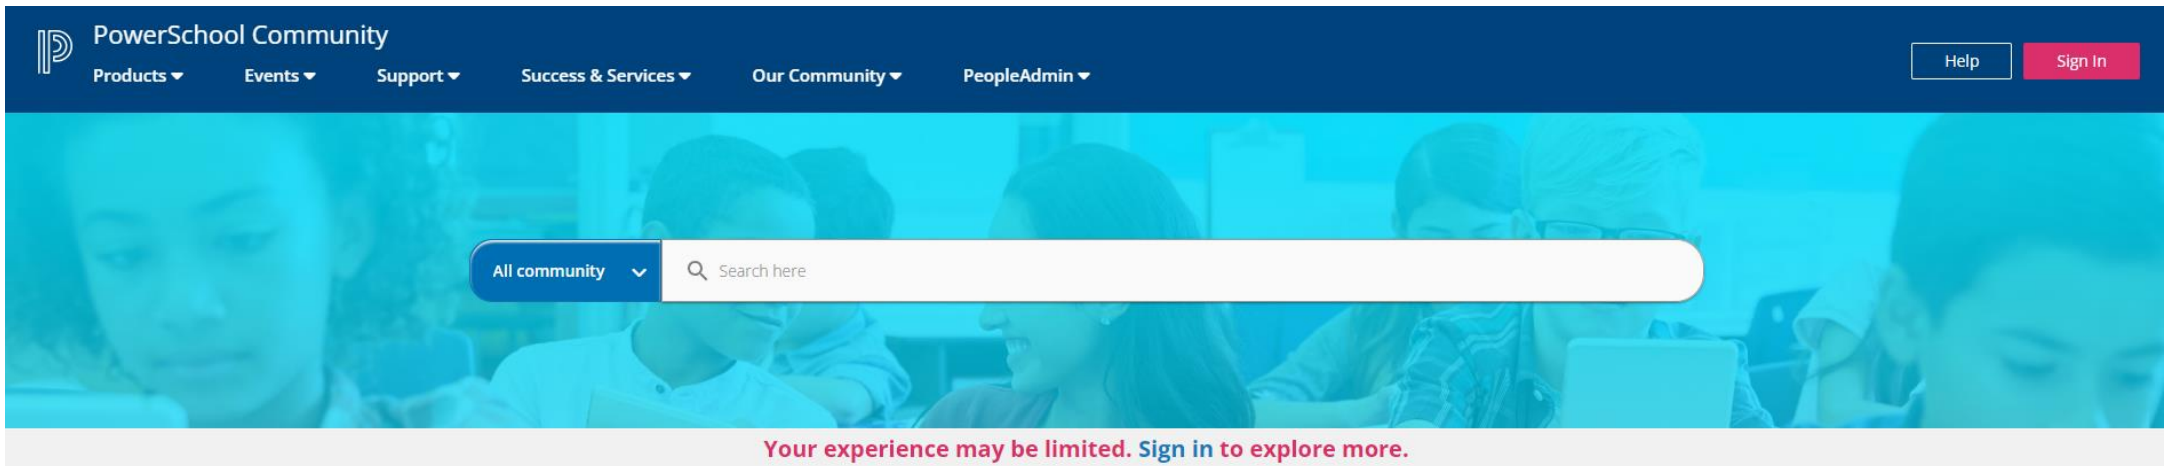 PowerSchool Community
Products Events Support Success & Services Our Community PeopleAdmin
Help Sign In
All community Search here
Your experience may be limited. Sign in to explore more.